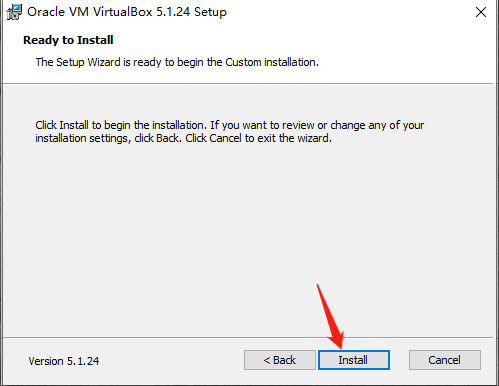 Oracle VM VirtualBox 5.1.24 Setup
Ready to Install
The Setup Wizard is ready to begin the Custom installation.
Click Install to begin the installation. If you want to review or change any of your
installation settings, click Back. Click Cancel to exit the wizard.
Version 5.1.24
< Back
Install
Cancel